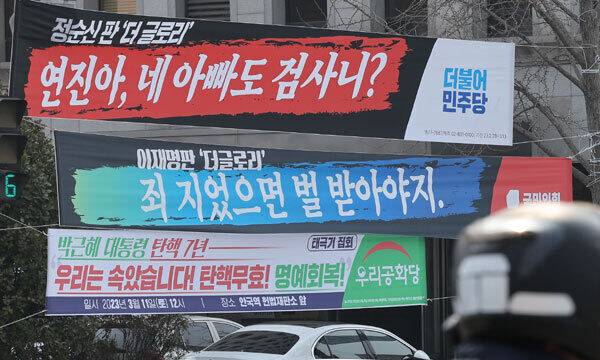 정순신 판 '더 글로리'
연진아, 네 아빠도 검사니?
더불어
민주당
이재명판 '더글로리'
죄 지었으면 벌 받아야지.
국민의힘
박근혜 대통령 탄핵 7년
태극기 집회
"우리는 속았습니다! 탄핵무효! 명예회복!"
우리공화당
일시 2023년 3월 11일(토) 12시 장소 안국역 헌법재판소 앞
6